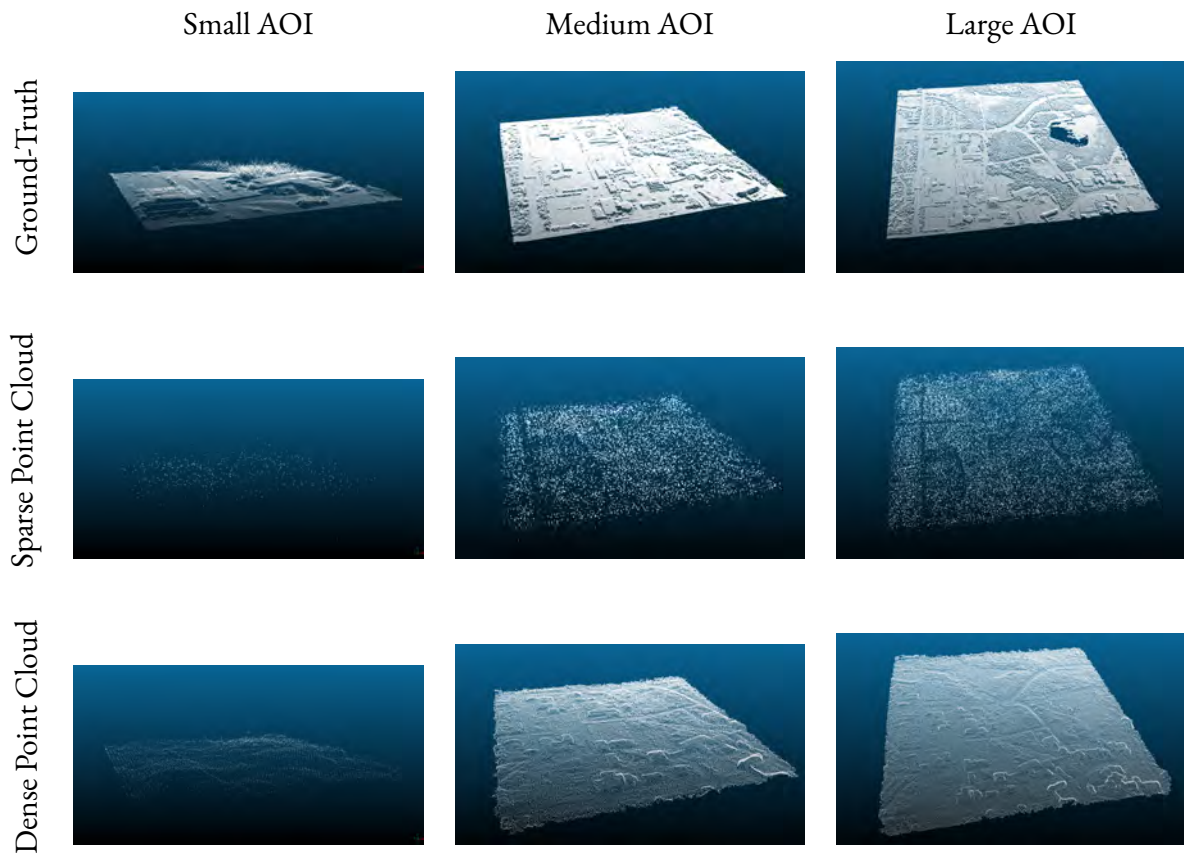 Small AOI
Medium AOI
Large AOI
Ground-Truth
Sparse Point Cloud
Dense Point Cloud